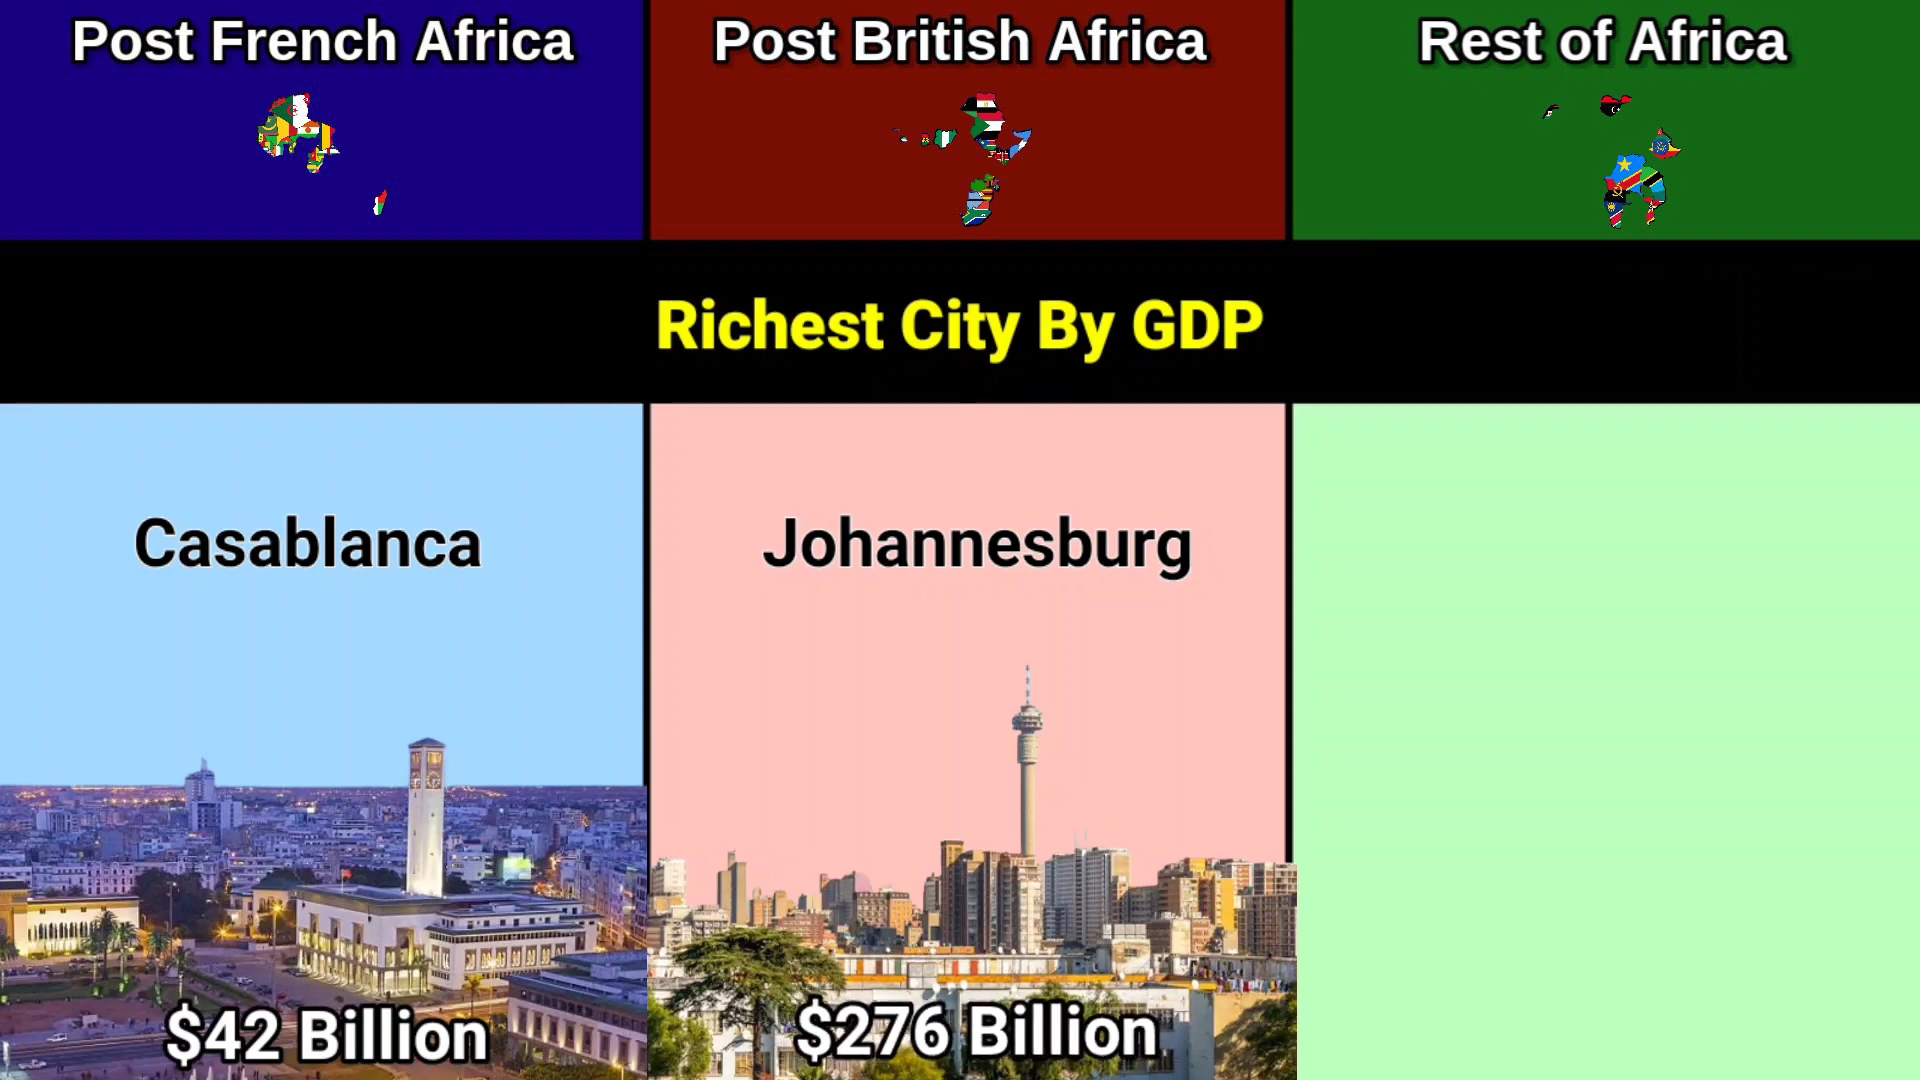 Post French Africa
Post British Africa
Rest of Africa
Richest City By GDP
Casablanca
Johannesburg
$42 Billion
$276 Billion